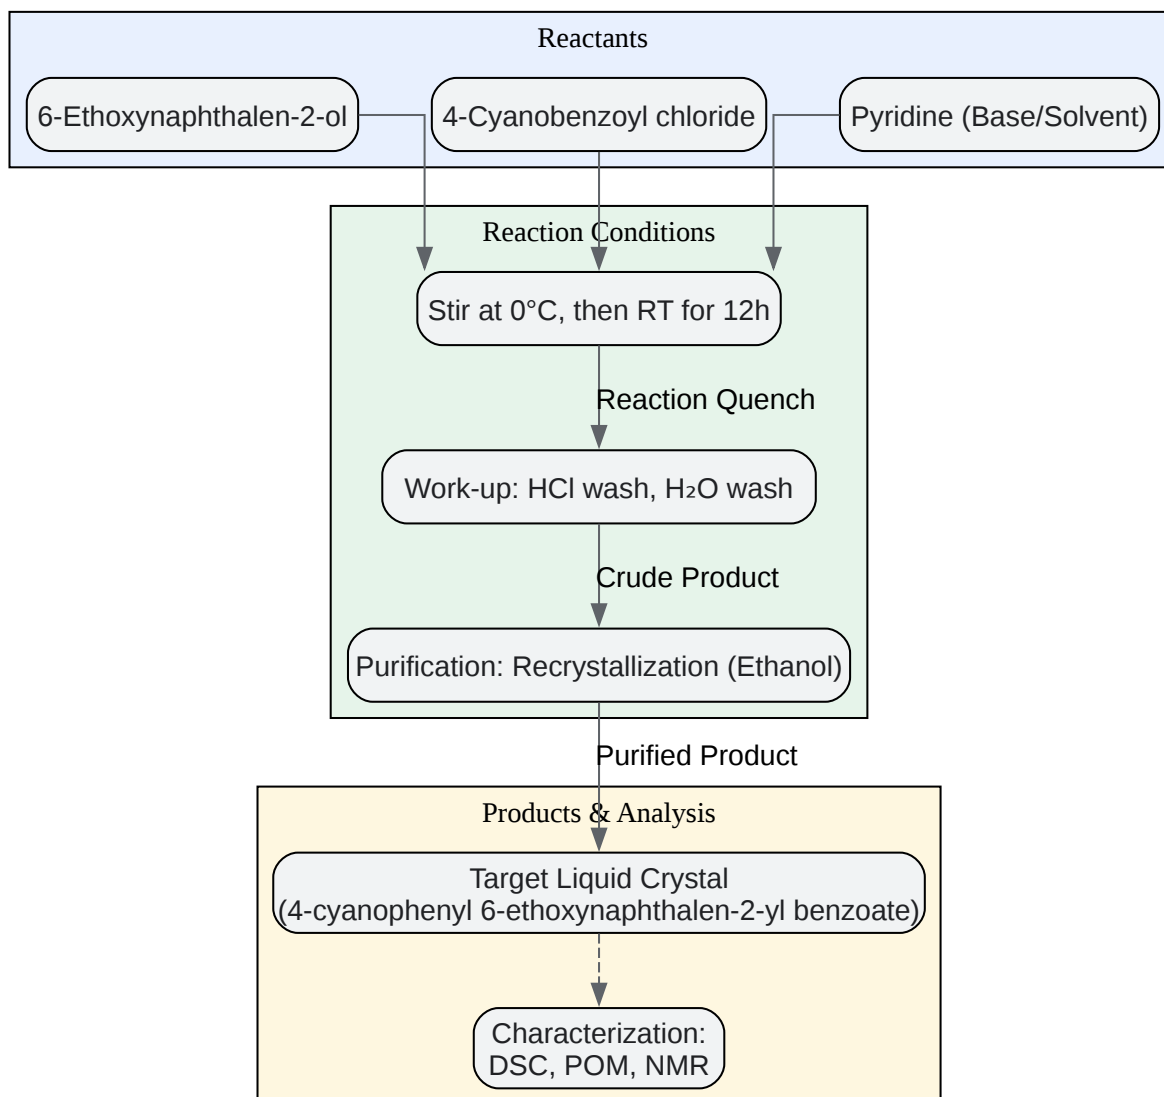 Reactants
6-Ethoxynaphthalen-2-ol
4-Cyanobenzoyl chloride
Pyridine (Base/Solvent)
Reaction Conditions
Stir at 0°C, then RT for 12h
Reaction Quench
Work-up: HCl wash, H₂O wash
Crude Product
Purification: Recrystallization (Ethanol)
Purified Product
Products & Analysis
Target Liquid Crystal
(4-cyanophenyl 6-ethoxynaphthalen-2-yl benzoate)
Characterization:
DSC, POM, NMR